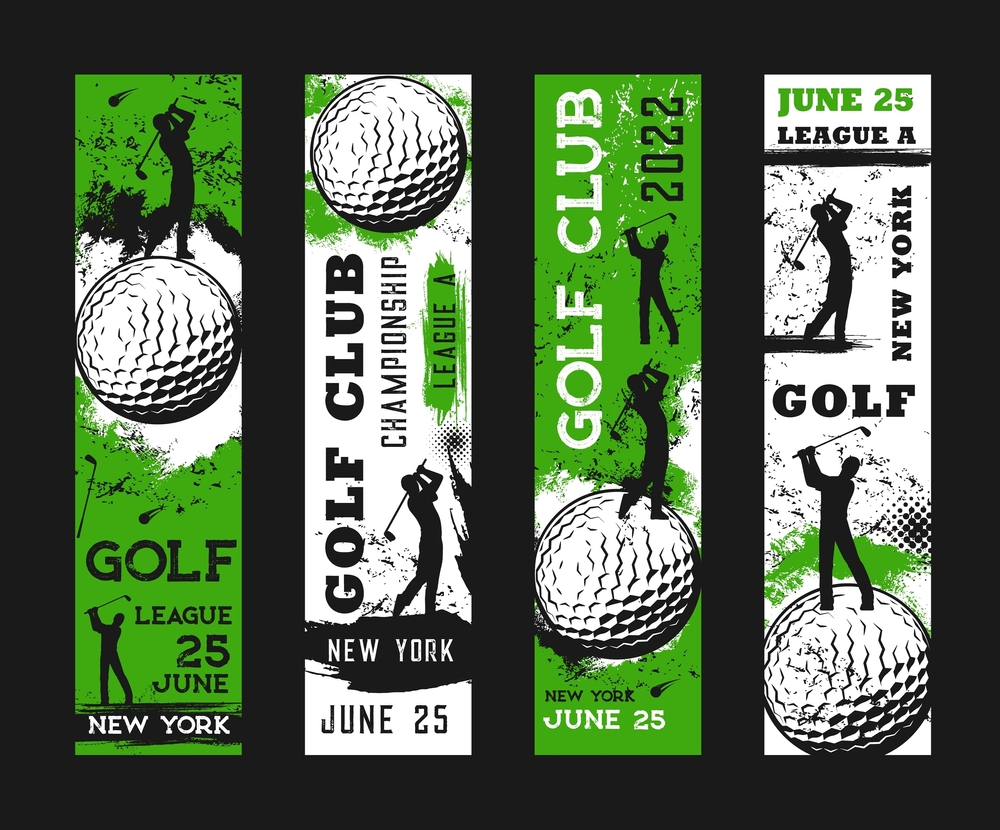 GOLF
LEAGUE
25
JUNE
NEW YORK
GOLF CLUB
CHAMPIONSHIP
LEAGUE A
NEW YORK
JUNE 25
GOLF CLUB
2022
NEW YORK
JUNE 25
JUNE 25
LEAGUE A
NEW YORK
GOLF